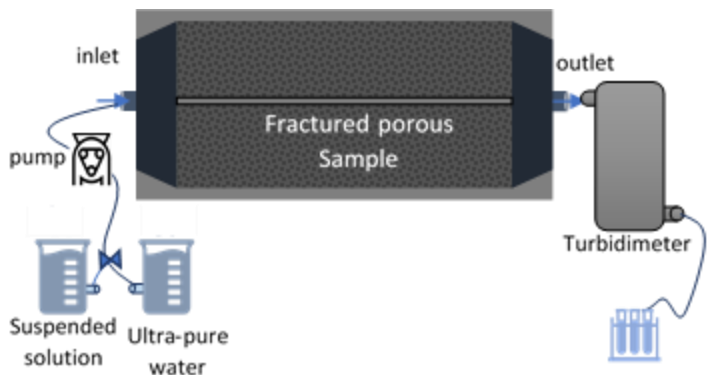 inlet
outlet
Fractured porous
Sample
pump
Turbidimeter
Suspended
solution
Ultra-pure
water